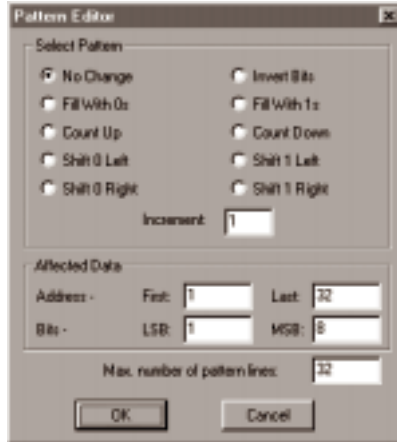 Pattern Editor
Select Pattern
No Change Invert Bits
Fill With 0s Fill With 1s
Count Up Count Down
Shift 0 Left Shift 1 Left
Shift 0 Right Shift 1 Right
Increment: 1
Affected Data
Address - First: 1 Last: 32
Bits - LSB: 1 MSB: 8
Max. number of pattern lines: 32
OK Cancel